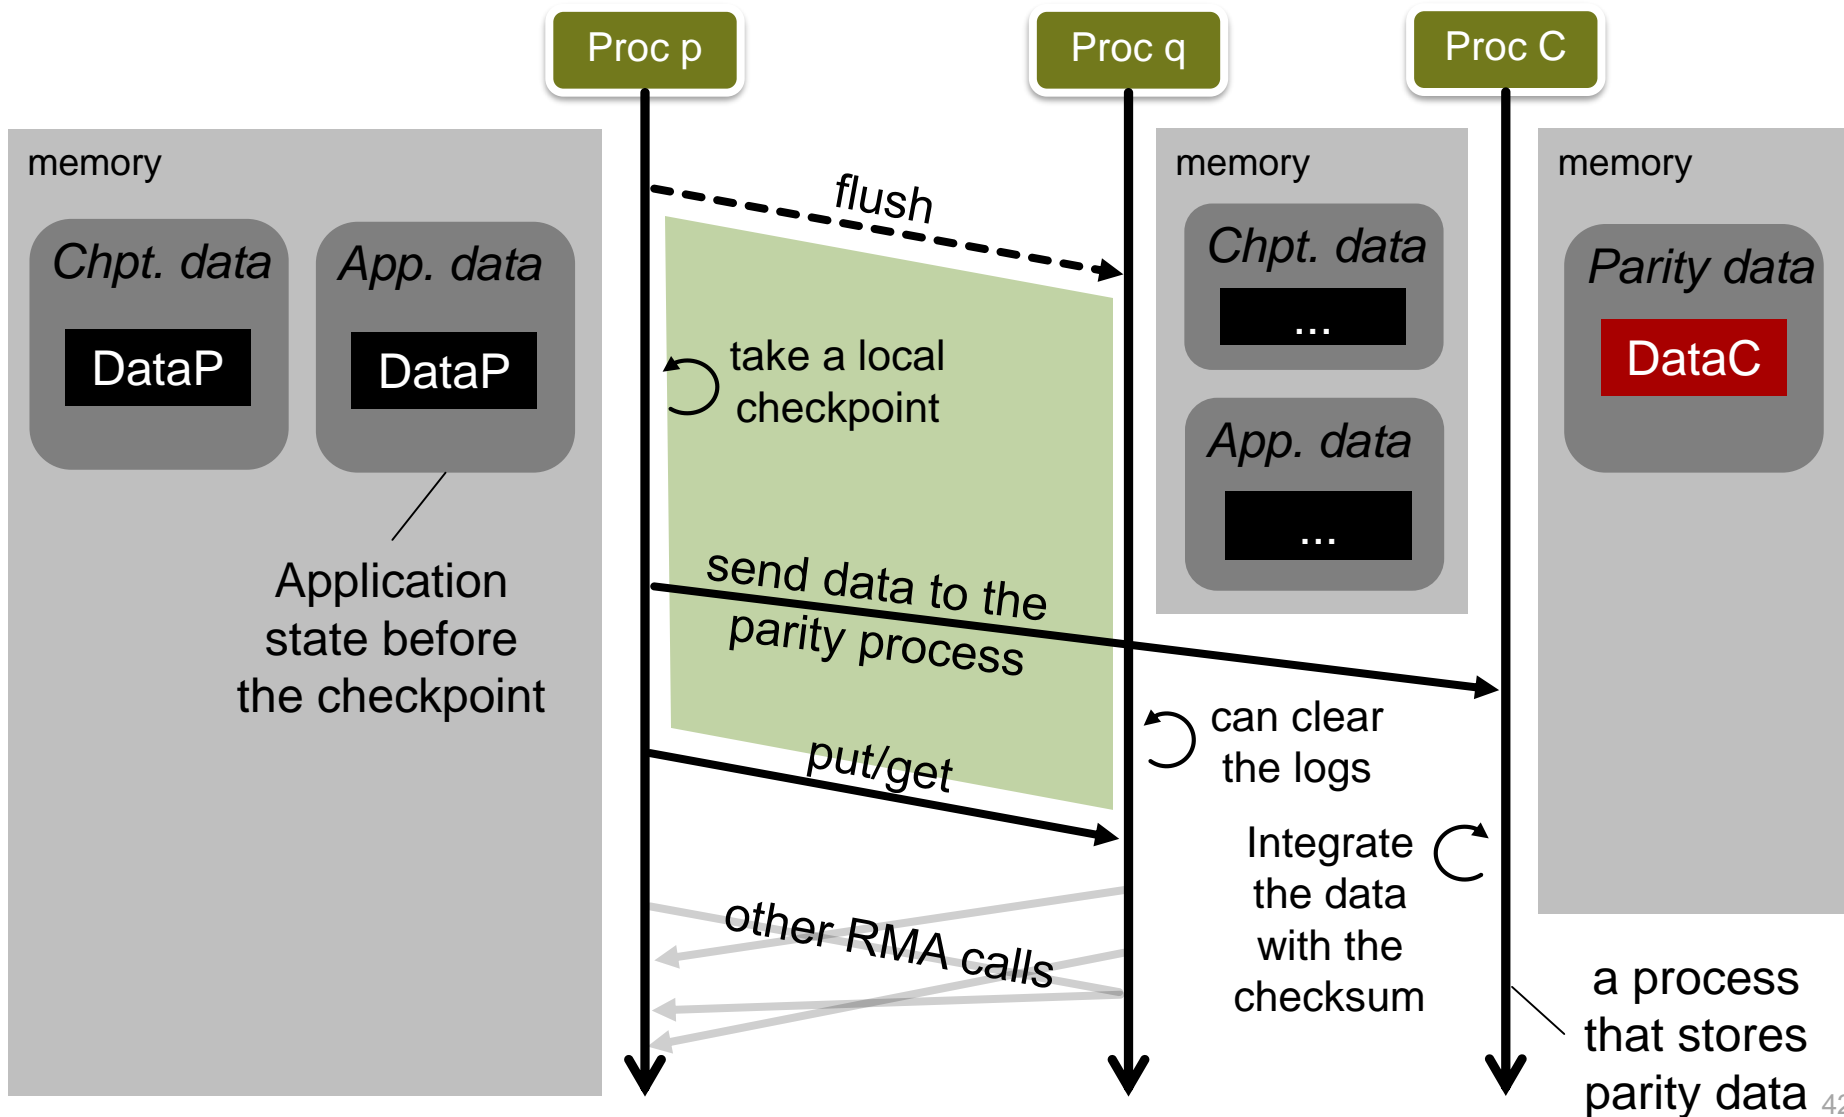 Proc p
Proc q
Proc C
memory
Chpt. data
DataP
App. data
DataP
Application
state before
the checkpoint
flush
take a local
checkpoint
send data to the
parity process
put/get
other RMA calls
memory
Chpt. data
...
App. data
...
can clear
the logs
Integrate
the data
with the
checksum
memory
Parity data
DataC
a process
that stores
parity data
42